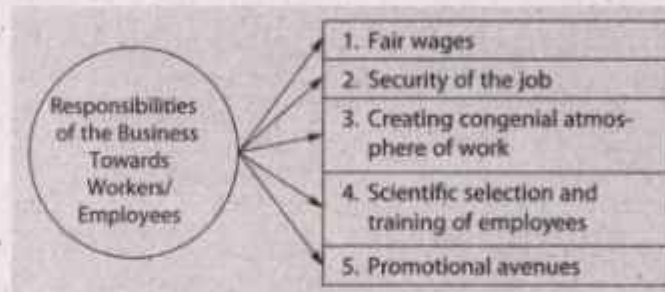 Responsibilities
of the Business
Towards
Workers/
Employees
1. Fair wages
2. Security of the job
3. Creating congenial atmos-
phere of work
4. Scientific selection and
training of employees
5. Promotional avenues